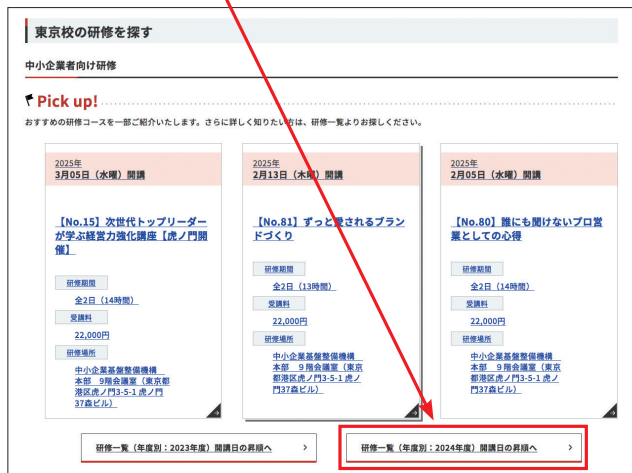 東京校の研修を探す
中小企業者向け研修
Pick up!
おすすめの研修コースを一部ご紹介いたします。さらに詳しく知りたい方は、研修一覧よりお探しください。
2025年
3月05日（水曜）開講
【No.15】次世代トップリーダー
が学ぶ経営力強化講座【虎ノ門開
催】
研修期間
全2日（14時間）
受講料
22,000円
研修場所
中小企業基盤整備機構
本部　9階会議室（東京都
港区虎ノ門3-5-1 虎ノ門
37森ビル）
2025年
2月13日（木曜）開講
【No.81】ずっと愛されるブラン
ドづくり
研修期間
全2日（13時間）
受講料
22,000円
研修場所
中小企業基盤整備機構
本部　9階会議室（東京
都港区虎ノ門3-5-1 虎ノ
門37森ビル）
2025年
2月05日（水曜）開講
【No.80】誰にも聞けないプロ営
業としての心得
研修期間
全2日（14時間）
受講料
22,000円
研修場所
中小企業基盤整備機構
本部　9階会議室（東京
都港区虎ノ門3-5-1 虎ノ
門37森ビル）
研修一覧（年度別：2023年度）開講日の昇順へ
研修一覧（年度別：2024年度）開講日の昇順へ